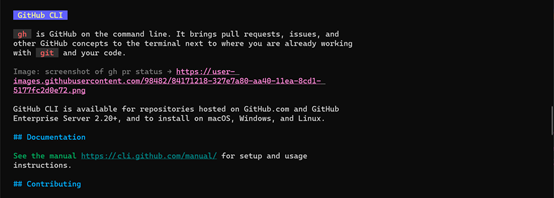 GitHub CLI
gh is GitHub on the command line. It brings pull requests, issues, and
other GitHub concepts to the terminal next to where you are already working
with git and your code.
Image: screenshot of gh pr status → https://user-
images.githubusercontent.com/98482/84171218-327e7a80-aa40-11ea-8cd1-
5177fc2d0e72.png
GitHub CLI is available for repositories hosted on GitHub.com and GitHub
Enterprise Server 2.20+, and to install on macOS, Windows, and Linux.
## Documentation
See the manual https://cli.github.com/manual/ for setup and usage
instructions.
## Contributing